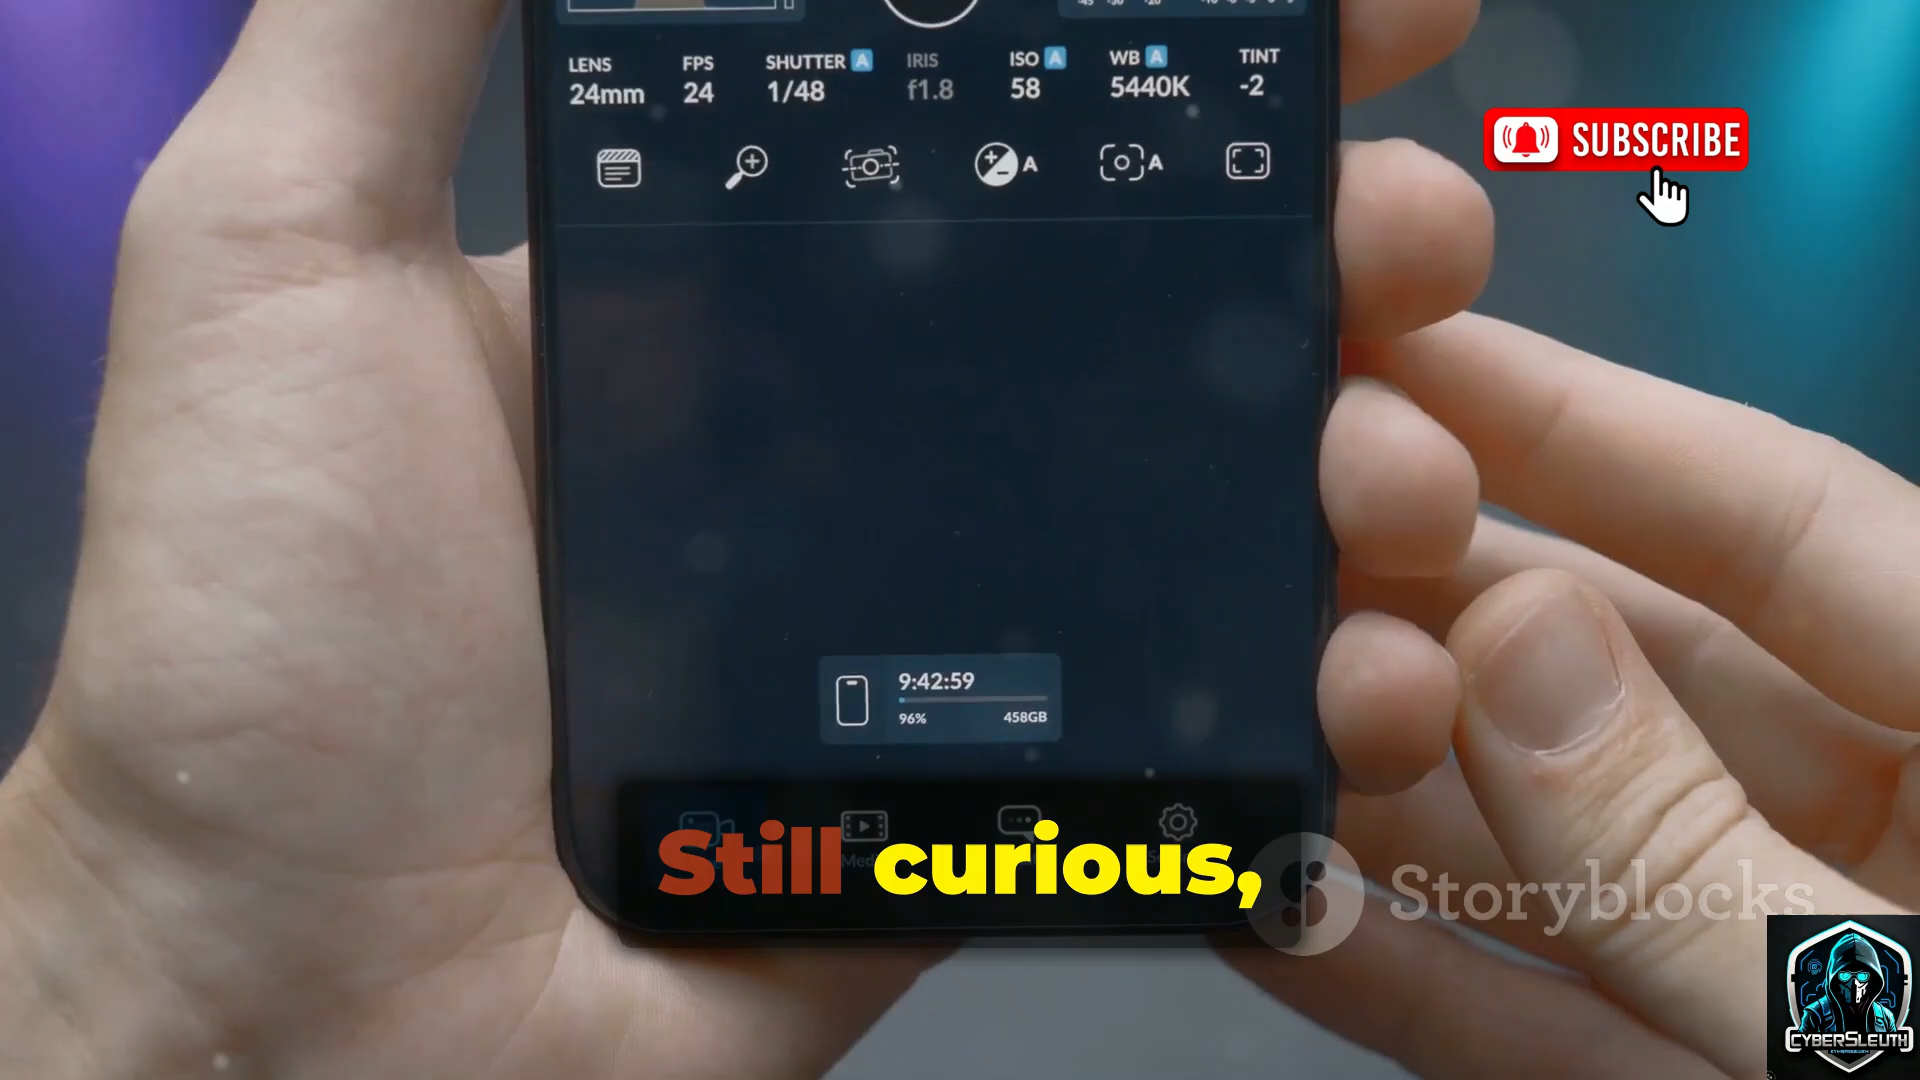 LENS FPS SHUTTER A IRIS ISO A WB A TINT
24mm 24 1/48 f1.8 58 5440K -2
SUBSCRIBE
A A
9:42:59
96% 458GB
Still curious,
Storyblocks
CYBERSLEUTH